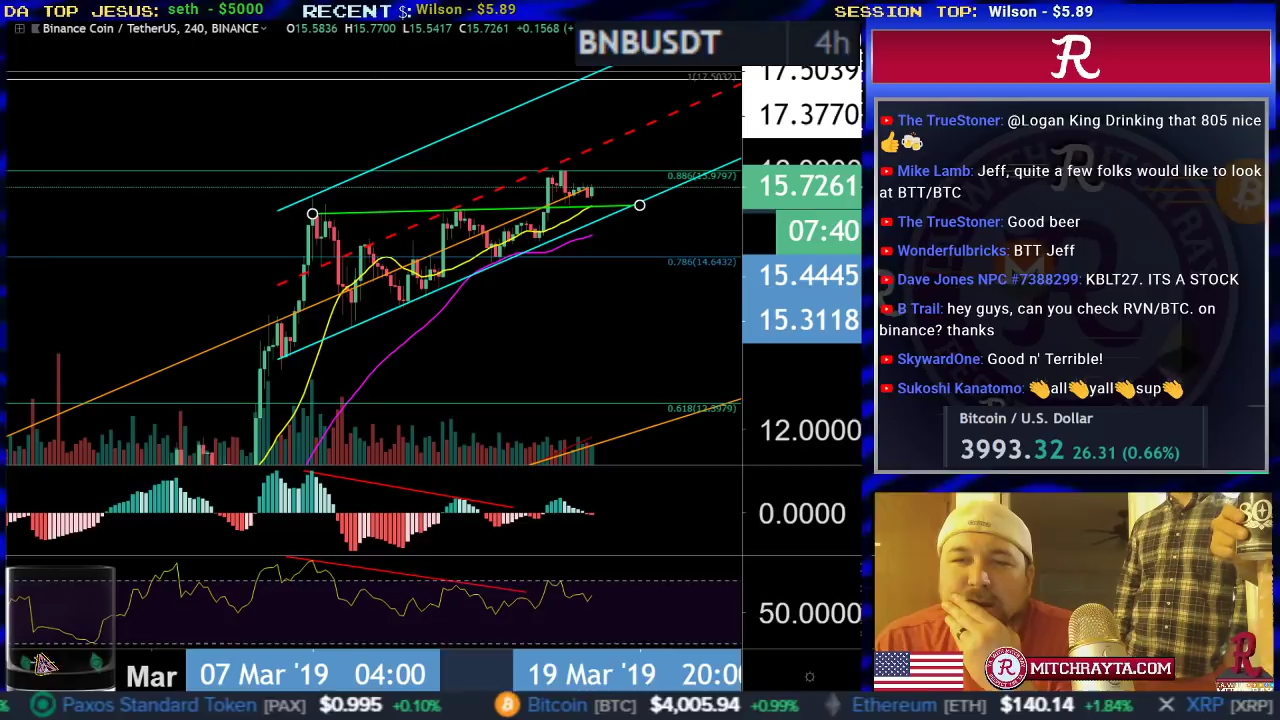 DA TOP JESUS: seth - $5000
RECENT $: Wilson - $5.89
SESSION TOP: Wilson - $5.89
Binance Coin / TetherUS, 240, BINANCE
O15.5836 H15.7700 L15.5417 C15.7261 +0.1568 (+
BNBUSDT 4h
17.5039
1(17.5032)
17.3770
0.886(15.9797)
15.7261
07:40
0.786(14.6432)
15.4445
15.3118
0.618(12.3979)
12.0000
0.0000
50.0000
Mar
07 Mar '19 04:00
19 Mar '19 20:00
R
The TrueStoner: @Logan King Drinking that 805 nice
👍🍻
Mike Lamb: Jeff, quite a few folks would like to look
at BTT/BTC
The TrueStoner: Good beer
Wonderfulbricks: BTT Jeff
Dave Jones NPC #7388299: KBLT27. ITS A STOCK
B Trail: hey guys, can you check RVN/BTC. on
binance? thanks
SkywardOne: Good n' Terrible!
Sukoshi Kanatomo: 👏all👏yall👏sup👏
Bitcoin / U.S. Dollar
3993.32 26.31 (0.66%)
R MITCHRAYTA.COM
Paxos Standard Token [PAX] $0.995 +0.10%
Bitcoin [BTC] $4,005.94 +0.99%
Ethereum [ETH] $140.14 +1.84%
XRP [XRP]